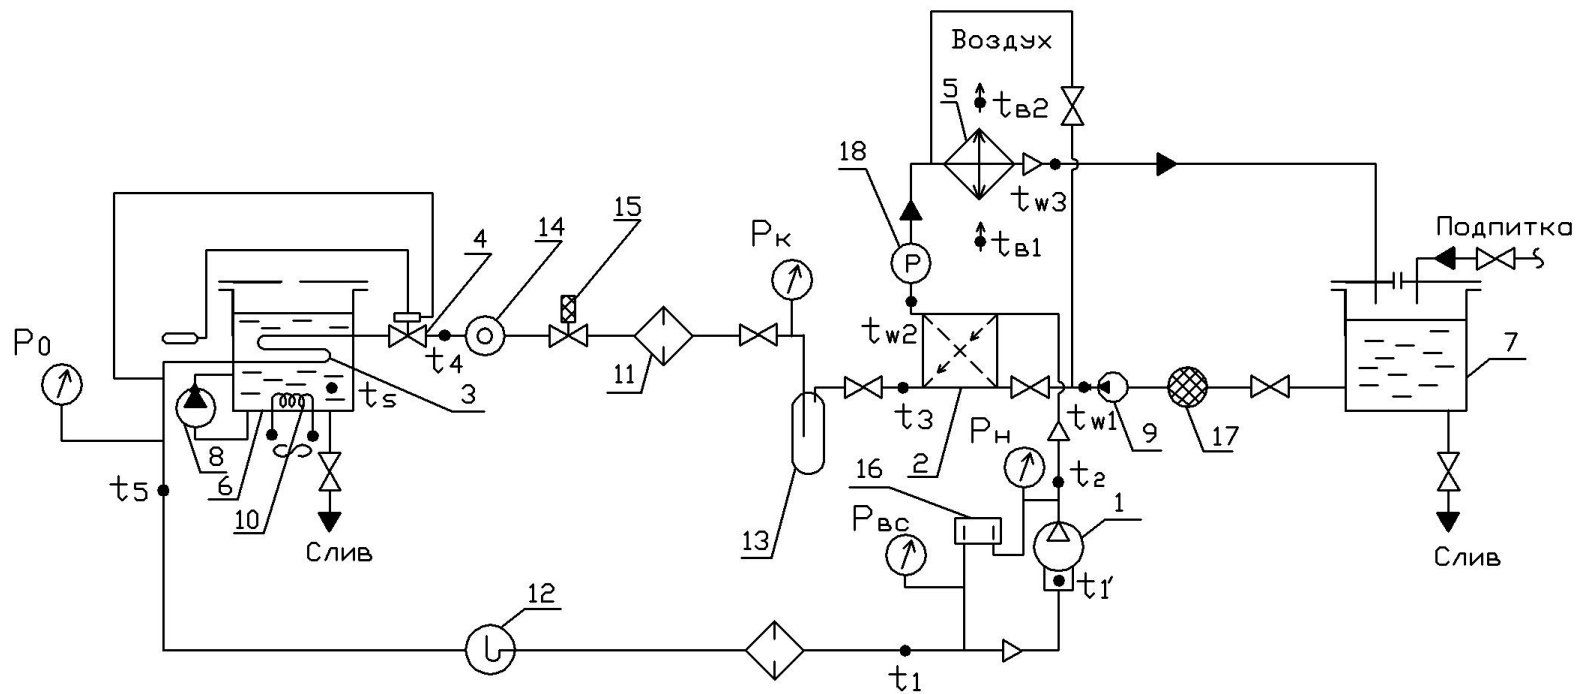 Воздух
5
tв2
18
tw3
15
Pк
4
14
tв1
Подпитка
P
P0
t4
tw2
7
11
3
ts
t3
tw1
9
17
Pн
2
8
6
10
t5
16
t2
1
Pвс
13
Слив
Слив
t1′
12
t1